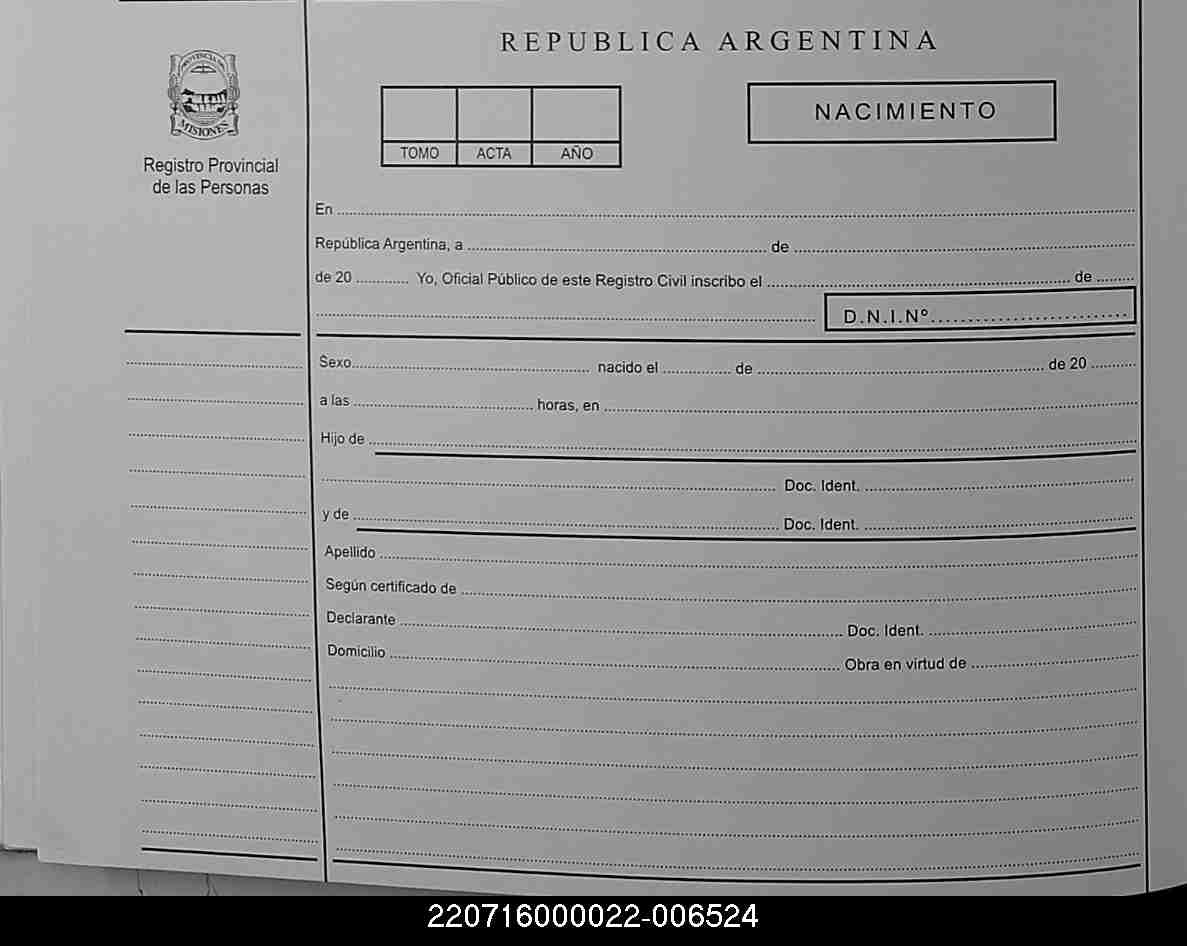 REPUBLICA ARGENTINA
PROVINCIA DE
MISIONES
Registro Provincial
de las Personas
TOMO ACTA AÑO
NACIMIENTO
En
República Argentina, a de
de 20 Yo, Oficial Público de este Registro Civil inscribo el de
D.N.I.Nº
Sexo nacido el de de 20
a las horas, en
Hijo de
Doc. Ident.
y de Doc. Ident.
Apellido
Según certificado de
Declarante Doc. Ident.
Domicilio Obra en virtud de
220716000022-006524